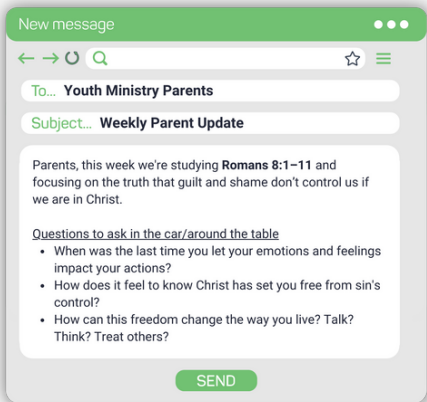 New message
To... Youth Ministry Parents
Subject... Weekly Parent Update
Parents, this week we're studying Romans 8:1–11 and
focusing on the truth that guilt and shame don't control us if
we are in Christ.
Questions to ask in the car/around the table
• When was the last time you let your emotions and feelings
impact your actions?
• How does it feel to know Christ has set you free from sin's
control?
• How can this freedom change the way you live? Talk?
Think? Treat others?
SEND